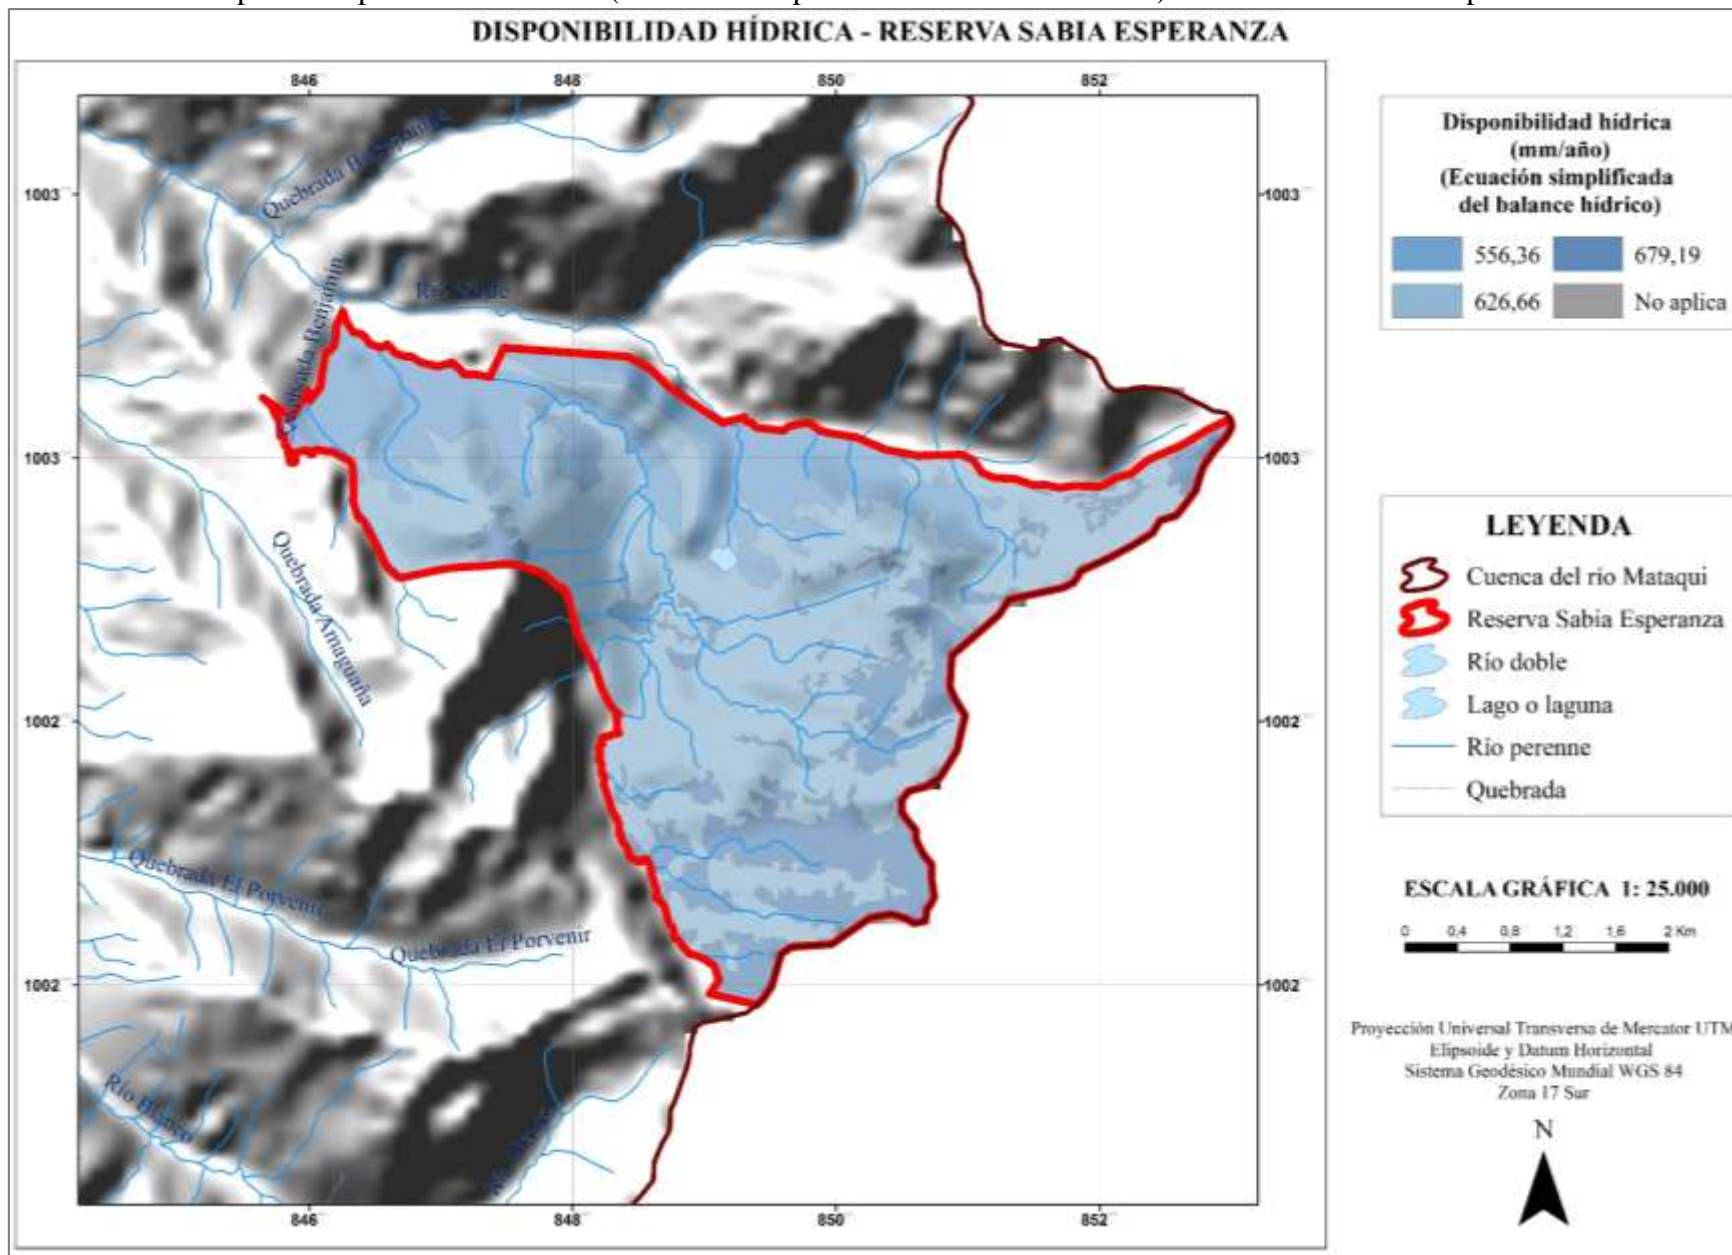 DISPONIBILIDAD HÍDRICA - RESERVA SABIA ESPERANZA
846 848 850 852
1003 1003
1003 1003
1002 1002
1002 1002
846 848 850 852
Quebrada
Quebrada Benjamin
Quebrada Amaguaña
Quebrada El Porvenir
Quebrada El Porvenir
Río Blanco
Disponibilidad hídrica
(mm/año)
(Ecuación simplificada
del balance hídrico)
556,36 679,19
626,66 No aplica
LEYENDA
Cuenca del río Mataqui
Reserva Sabia Esperanza
Río doble
Lago o laguna
Río perenne
Quebrada
ESCALA GRÁFICA 1: 25.000
0 0,4 0,8 1,2 1,6 2 Km
Proyección Universal Transversa de Mercator UTM
Elipsoide y Datum Horizontal
Sistema Geodésico Mundial WGS 84
Zona 17 Sur
N